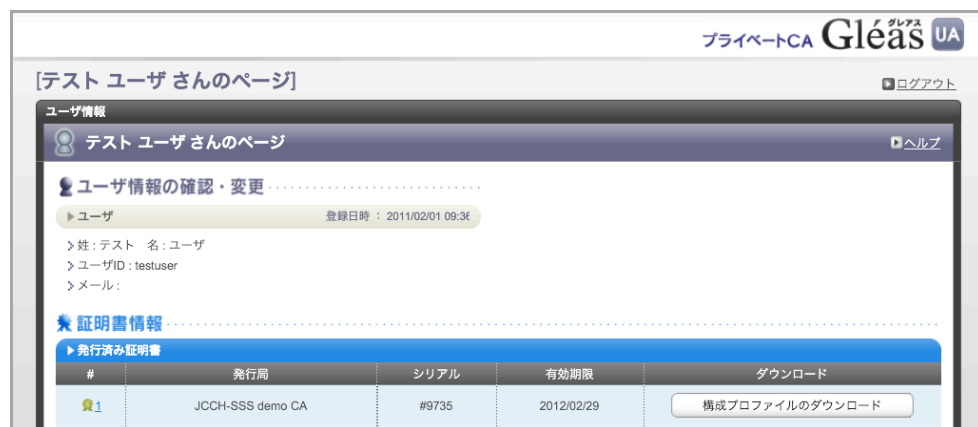 プライベートCA Gléas グレアス UA
[テスト ユーザ さんのページ]
ログアウト
ユーザ情報
テスト ユーザ さんのページ
ヘルプ
ユーザ情報の確認・変更
ユーザ 登録日時 : 2011/02/01 09:36
姓 : テスト 名 : ユーザ
ユーザID : testuser
メール :
証明書情報
発行済み証明書
# 発行局 シリアル 有効期限 ダウンロード
1 JCCH-SSS demo CA #9735 2012/02/29 構成プロファイルのダウンロード